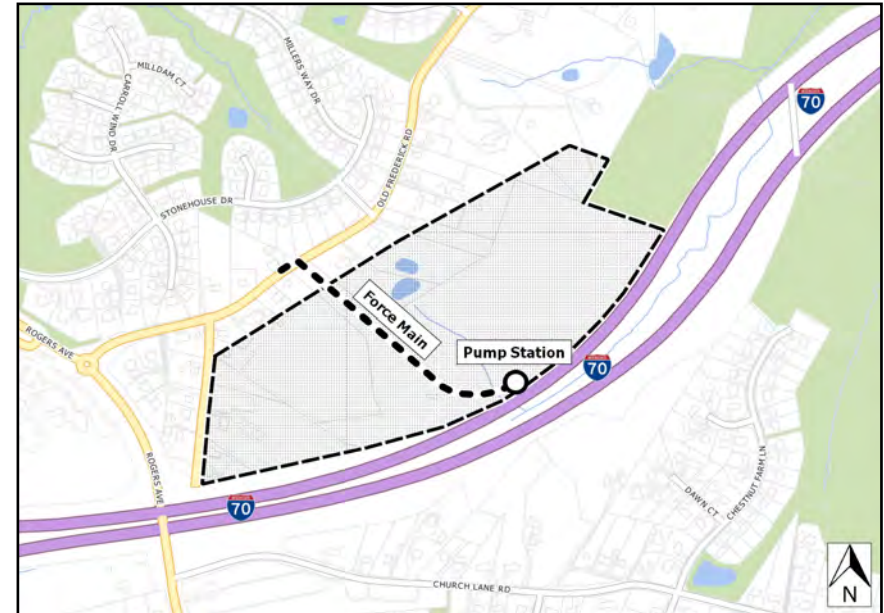 MILLDAM CT
CARROLL WIND DR
MILLERS WAY DR
OLD FREDERICK RD
STONEHOUSE DR
70
ROGERS AVE
Force Main
Pump Station
70
ROGERS AVE
70
DAWN CT
CHESTNUT FARM LN
CHURCH LANE RD
N